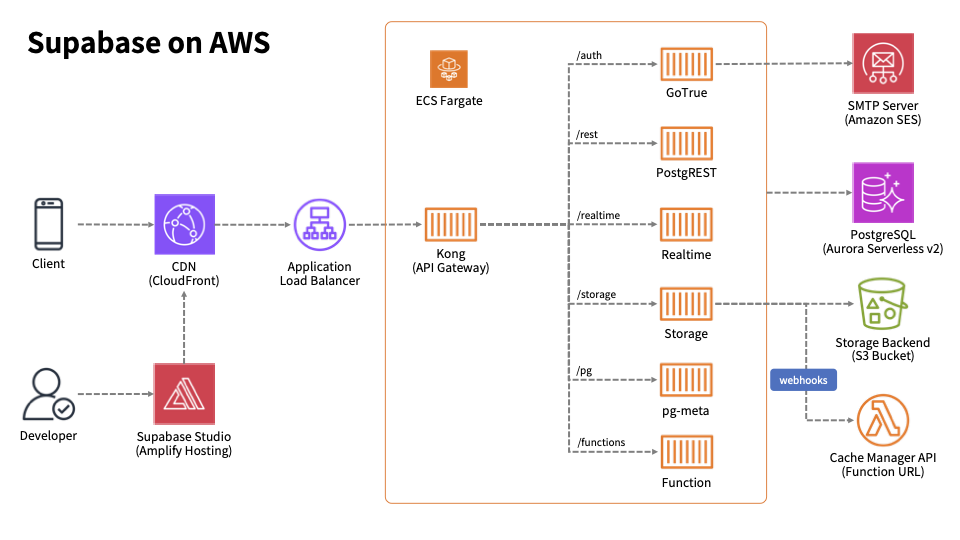 Supabase on AWS
ECS Fargate
/auth
GoTrue
SMTP Server
(Amazon SES)
/rest
PostgREST
Client
CDN
(CloudFront)
Application
Load Balancer
Kong
(API Gateway)
/realtime
Realtime
PostgreSQL
(Aurora Serverless v2)
/storage
Storage
Storage Backend
(S3 Bucket)
webhooks
Developer
Supabase Studio
(Amplify Hosting)
/pg
pg-meta
/functions
Function
Cache Manager API
(Function URL)